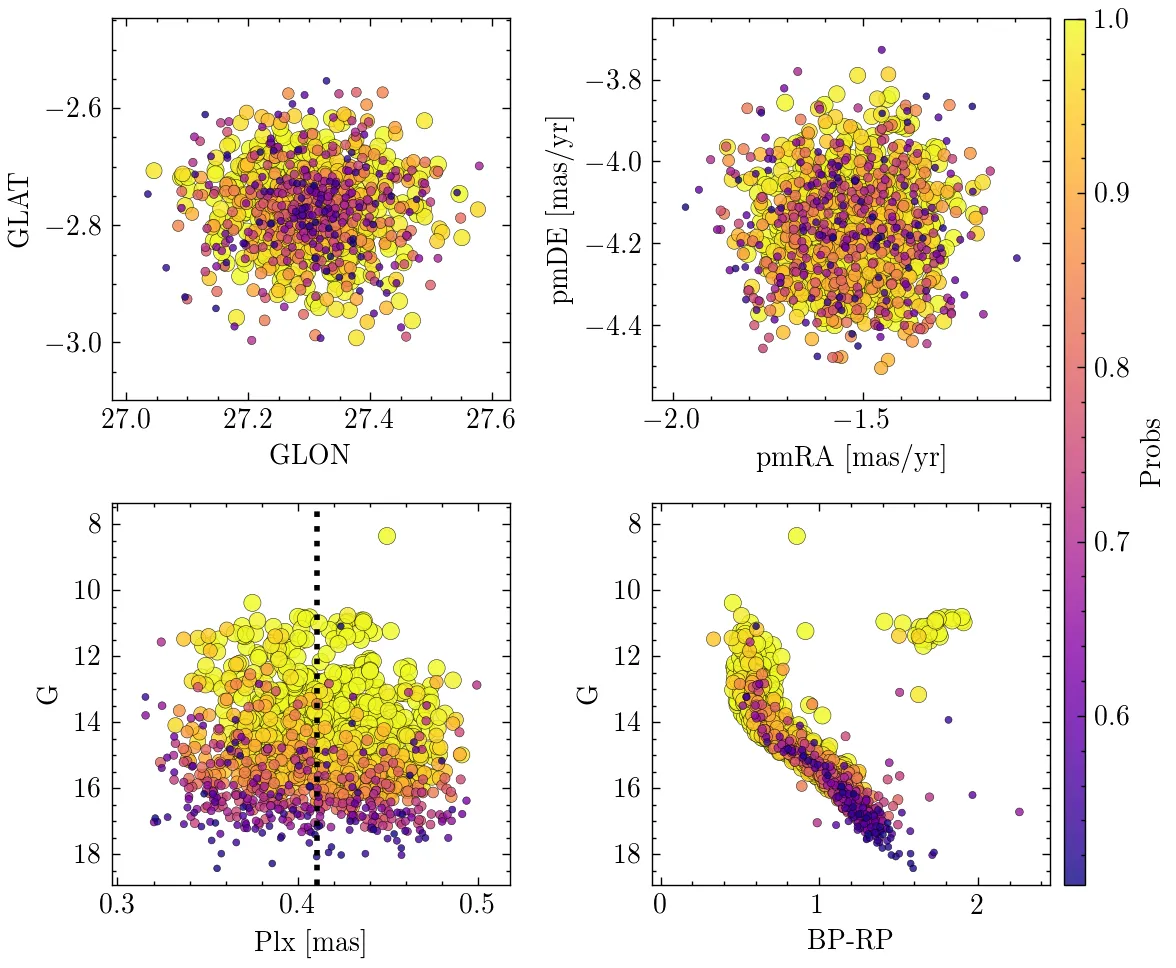 −2.6
−2.8
−3.0
GLAT
27.0 27.2 27.4 27.6
GLON
−3.8
−4.0
−4.2
−4.4
pmDE [mas/yr]
−2.0 −1.5
pmRA [mas/yr]
8
10
12
14
16
18
G
0.3 0.4 0.5
Plx [mas]
8
10
12
14
16
18
G
0 1 2
BP-RP
1.0
0.9
0.8
0.7
0.6
Probs